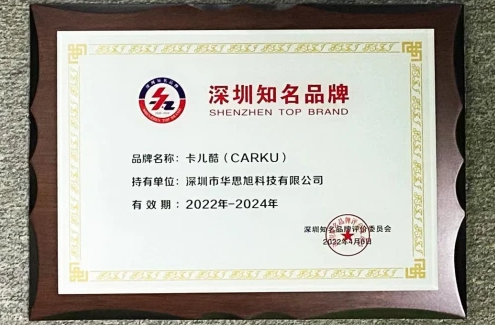 深圳知名品牌
SHENZHEN TOP BRAND
品牌名称：卡儿酷（CARKU）
持有单位：深圳市华思旭科技有限公司
有 效 期：2022年-2024年
深圳知名品牌评价委员会
2022年4月8日